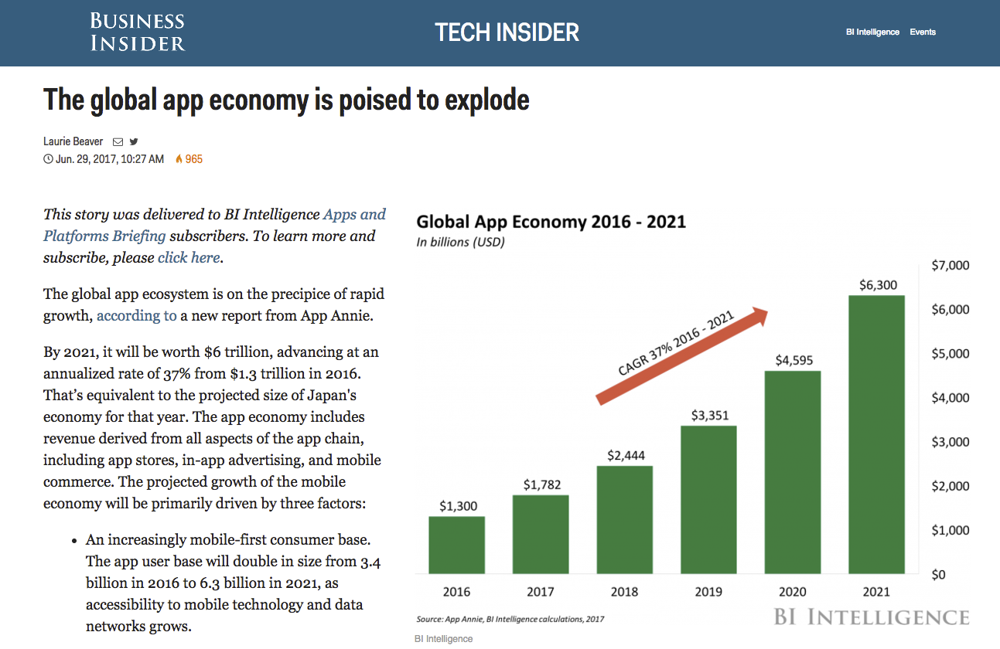 BUSINESS
INSIDER
TECH INSIDER
BI Intelligence Events
The global app economy is poised to explode
Laurie Beaver
Jun. 29, 2017, 10:27 AM 965
This story was delivered to BI Intelligence Apps and
Platforms Briefing subscribers. To learn more and
subscribe, please click here.
The global app ecosystem is on the precipice of rapid
growth, according to a new report from App Annie.
By 2021, it will be worth $6 trillion, advancing at an
annualized rate of 37% from $1.3 trillion in 2016.
That’s equivalent to the projected size of Japan's
economy for that year. The app economy includes
revenue derived from all aspects of the app chain,
including app stores, in-app advertising, and mobile
commerce. The projected growth of the mobile
economy will be primarily driven by three factors:
• An increasingly mobile-first consumer base.
The app user base will double in size from 3.4
billion in 2016 to 6.3 billion in 2021, as
accessibility to mobile technology and data
networks grows.
Global App Economy 2016 - 2021
In billions (USD)
$7,000
$6,000
$5,000
$4,000
$3,000
$2,000
$1,000
$0
CAGR 37% 2016 - 2021
$1,300
$1,782
$2,444
$3,351
$4,595
$6,300
2016 2017 2018 2019 2020 2021
Source: App Annie, BI Intelligence calculations, 2017
BI INTELLIGENCE
BI Intelligence